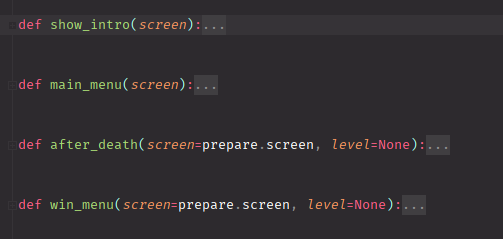 def show_intro(screen):...
def main_menu(screen):...
def after_death(screen=prepare.screen, level=None):...
def win_menu(screen=prepare.screen, level=None):...